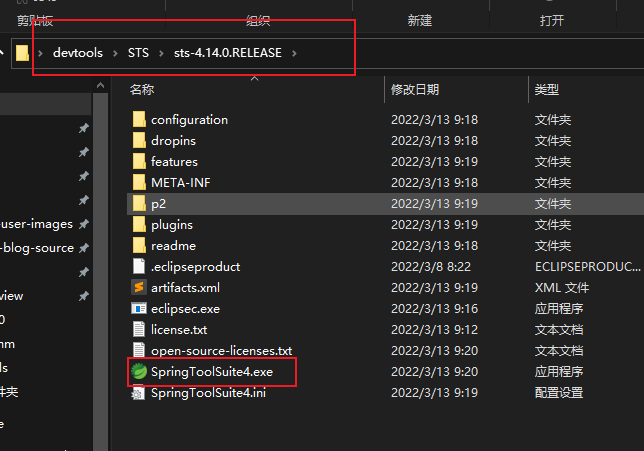 剪贴板 组织 新建 打开
devtools > STS > sts-4.14.0.RELEASE >
名称 修改日期 类型
configuration 2022/3/13 9:18 文件夹
dropins 2022/3/13 9:18 文件夹
features 2022/3/13 9:19 文件夹
META-INF 2022/3/13 9:18 文件夹
p2 2022/3/13 9:19 文件夹
plugins 2022/3/13 9:19 文件夹
-user-images
readme 2022/3/13 9:18 文件夹
-blog-source
.eclipseproduct 2022/3/8 8:22 ECLIPSEPRODUC...
artifacts.xml 2022/3/13 9:19 XML 文件
view
eclipsec.exe 2022/3/13 9:16 应用程序
0
license.txt 2022/3/13 9:12 文本文档
nm
open-source-licenses.txt 2022/3/13 9:20 文本文档
ls
SpringToolSuite4.exe 2022/3/13 9:20 应用程序
件夹
SpringToolSuite4.ini 2022/3/13 9:20 配置设置
e